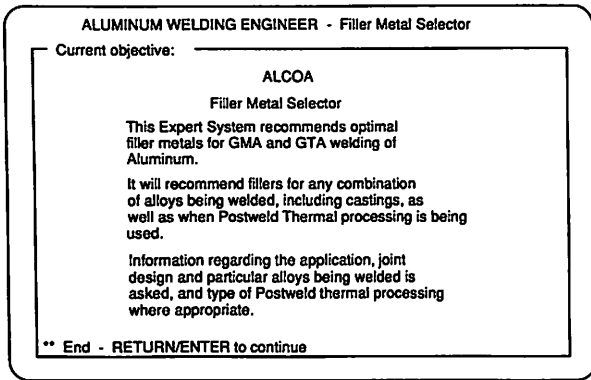 ALUMINUM WELDING ENGINEER - Filler Metal Selector
Current objective:
ALCOA
Filler Metal Selector
This Expert System recommends optimal
filler metals for GMA and GTA welding of
Aluminum.
It will recommend fillers for any combination
of alloys being welded, including castings, as
well as when Postweld Thermal processing is being
used.
Information regarding the application, joint
design and particular alloys being welded is
asked, and type of Postweld thermal processing
where appropriate.
** End - RETURN/ENTER to continue